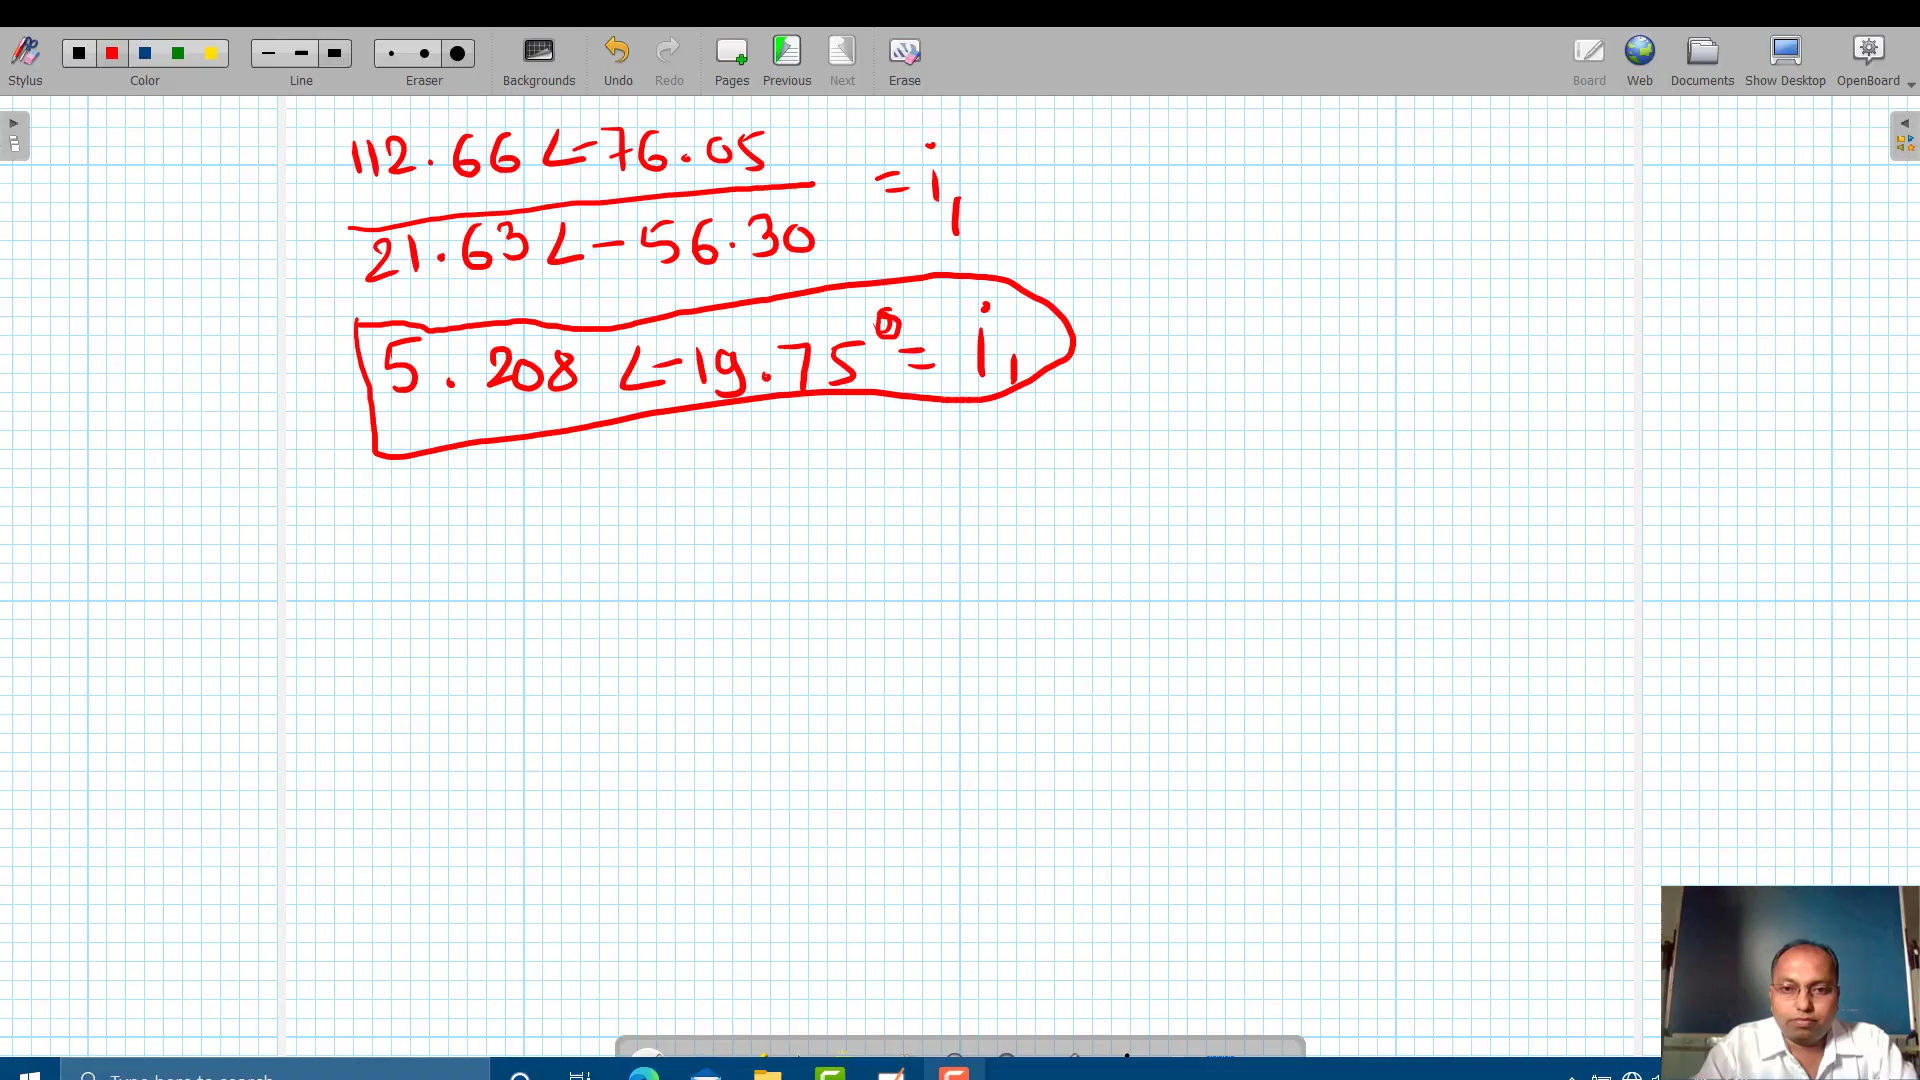 Stylus Color Line Eraser Backgrounds Undo Redo Pages Previous Next Erase Board Web Documents Show Desktop OpenBoard
112.66 ∠-76.05
= i₁
21.63 ∠-56.30
5.208 ∠-19.75° = i₁